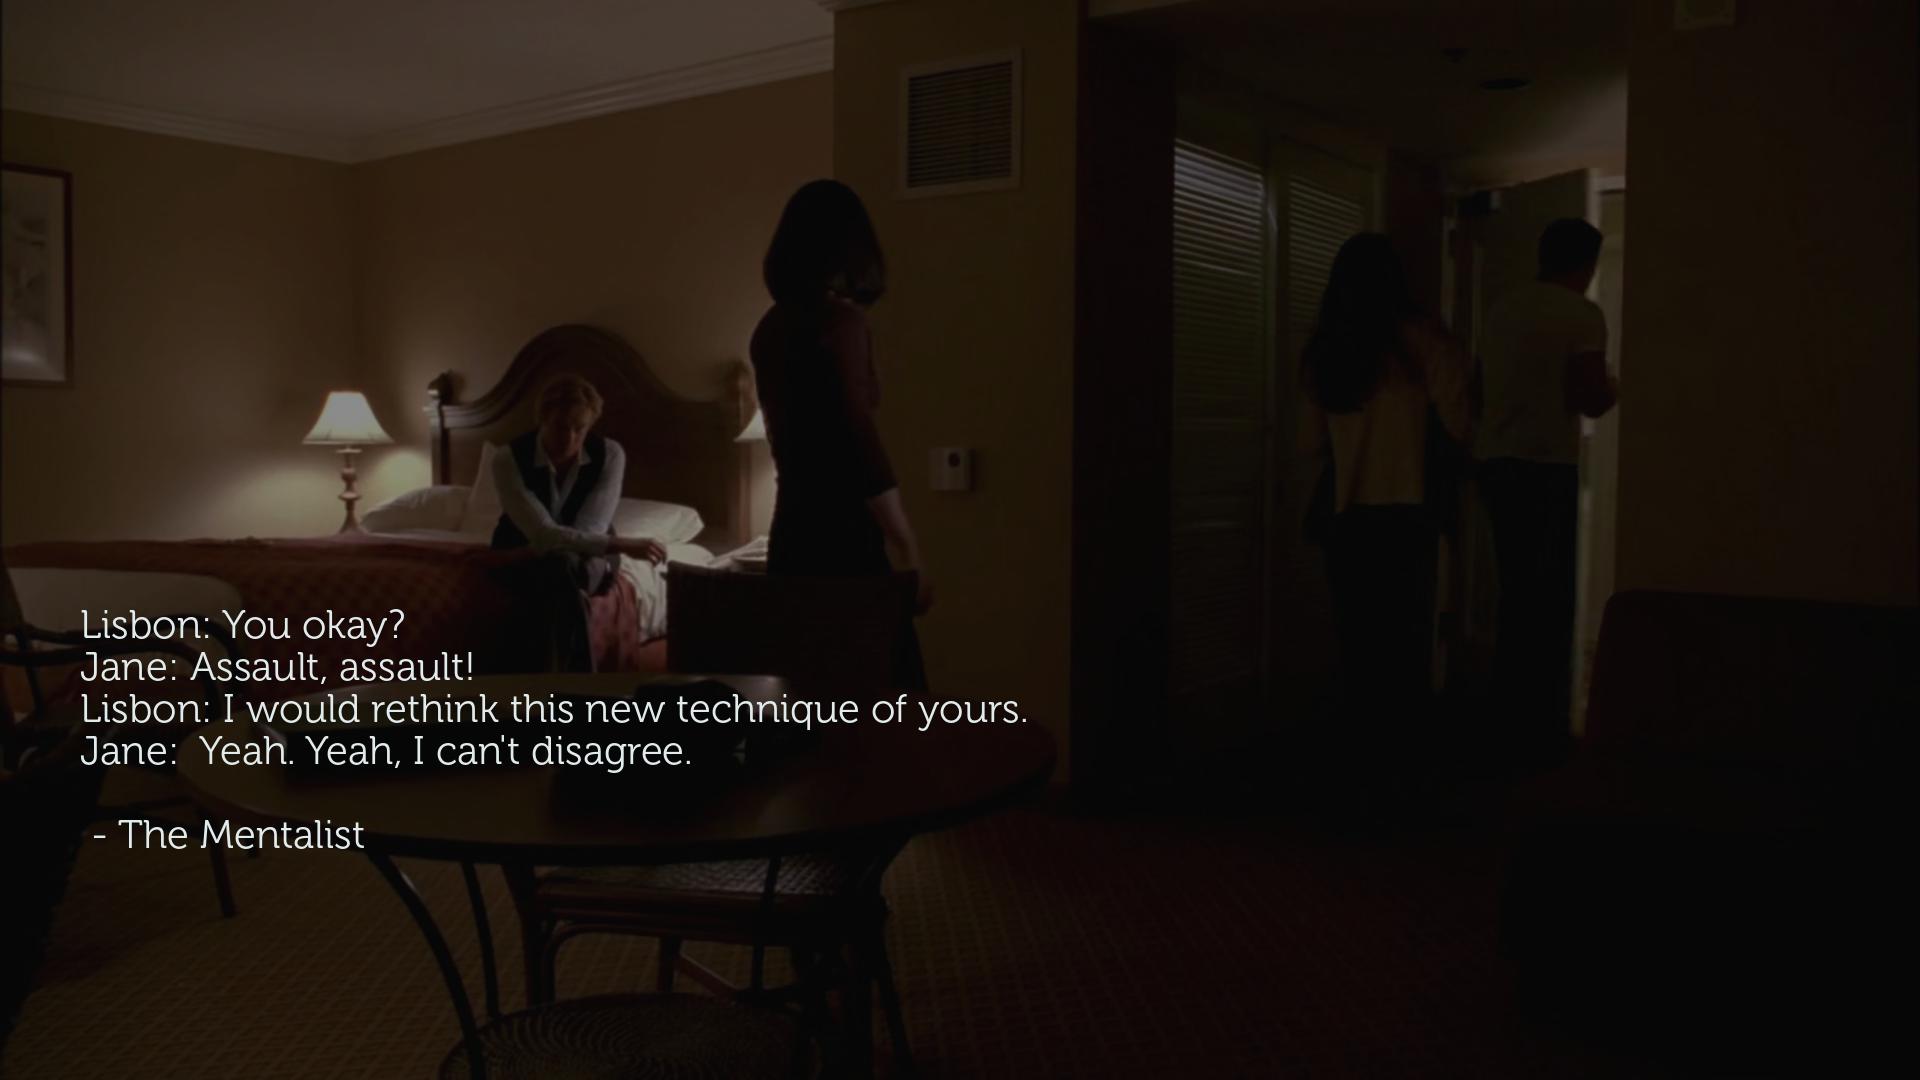 Lisbon: You okay?
Jane: Assault, assault!
Lisbon: I would rethink this new technique of yours.
Jane:  Yeah. Yeah, I can't disagree.
- The Mentalist